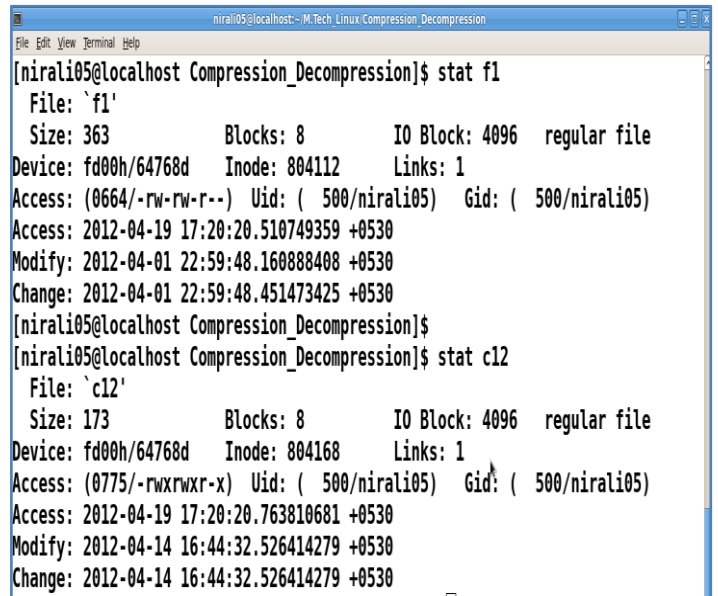 nirali05@localhost:~/M.Tech_Linux/Compression_Decompression
File Edit View Terminal Help
[nirali05@localhost Compression_Decompression]$ stat f1
File: `f1'
Size: 363 Blocks: 8 IO Block: 4096 regular file
Device: fd00h/64768d Inode: 804112 Links: 1
Access: (0664/-rw-rw-r--) Uid: ( 500/nirali05) Gid: ( 500/nirali05)
Access: 2012-04-19 17:20:20.510749359 +0530
Modify: 2012-04-01 22:59:48.160888408 +0530
Change: 2012-04-01 22:59:48.451473425 +0530
[nirali05@localhost Compression_Decompression]$
[nirali05@localhost Compression_Decompression]$ stat c12
File: `c12'
Size: 173 Blocks: 8 IO Block: 4096 regular file
Device: fd00h/64768d Inode: 804168 Links: 1
Access: (0775/-rwxrwxr-x) Uid: ( 500/nirali05) Gid: ( 500/nirali05)
Access: 2012-04-19 17:20:20.763810681 +0530
Modify: 2012-04-14 16:44:32.526414279 +0530
Change: 2012-04-14 16:44:32.526414279 +0530